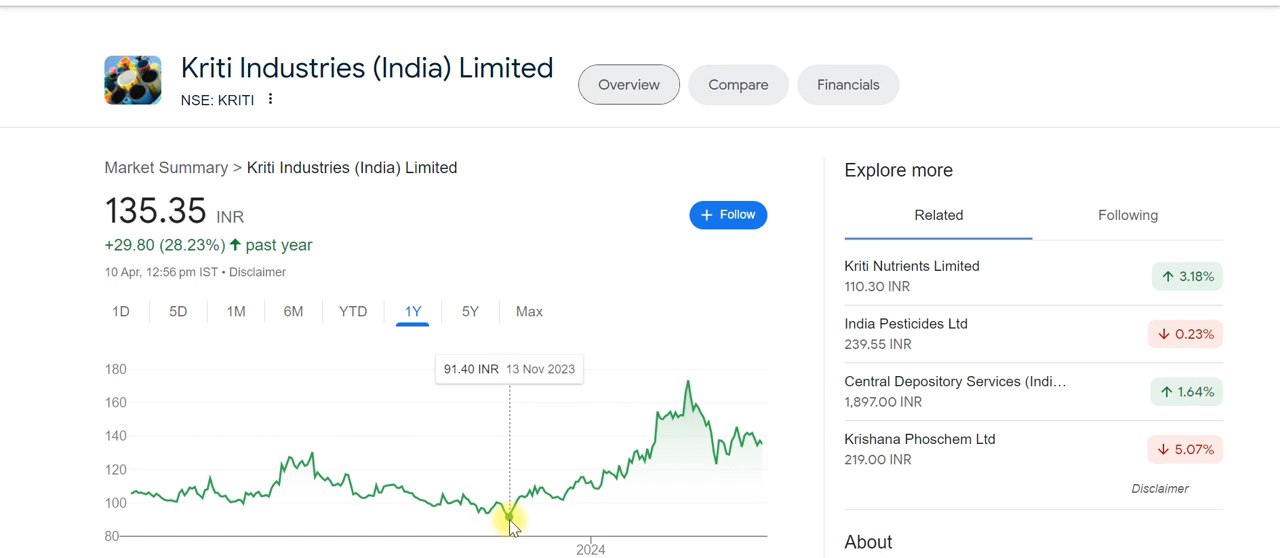 Kriti Industries (India) Limited
NSE: KRITI
Overview
Compare
Financials
Market Summary > Kriti Industries (India) Limited
135.35 INR
+ Follow
+29.80 (28.23%) ↑ past year
10 Apr, 12:56 pm IST • Disclaimer
1D 5D 1M 6M YTD 1Y 5Y Max
91.40 INR 13 Nov 2023
180
160
140
120
100
80
2024
Explore more
Related Following
Kriti Nutrients Limited
110.30 INR
↑ 3.18%
India Pesticides Ltd
239.55 INR
↓ 0.23%
Central Depository Services (Indi...
1,897.00 INR
↑ 1.64%
Krishana Phoschem Ltd
219.00 INR
↓ 5.07%
Disclaimer
About